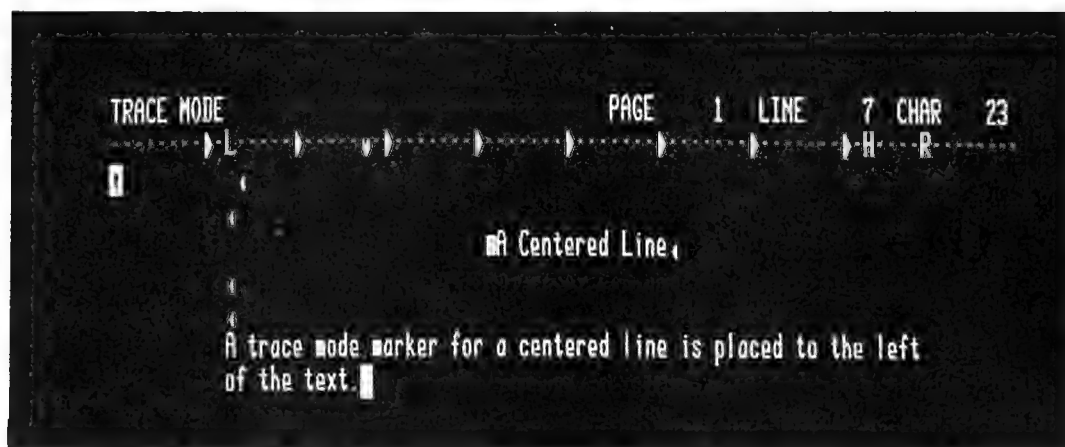 TRACE MODE PAGE 1 LINE 7 CHAR 23
L H R
A Centered Line
A trace mode marker for a centered line is placed to the left
of the text.